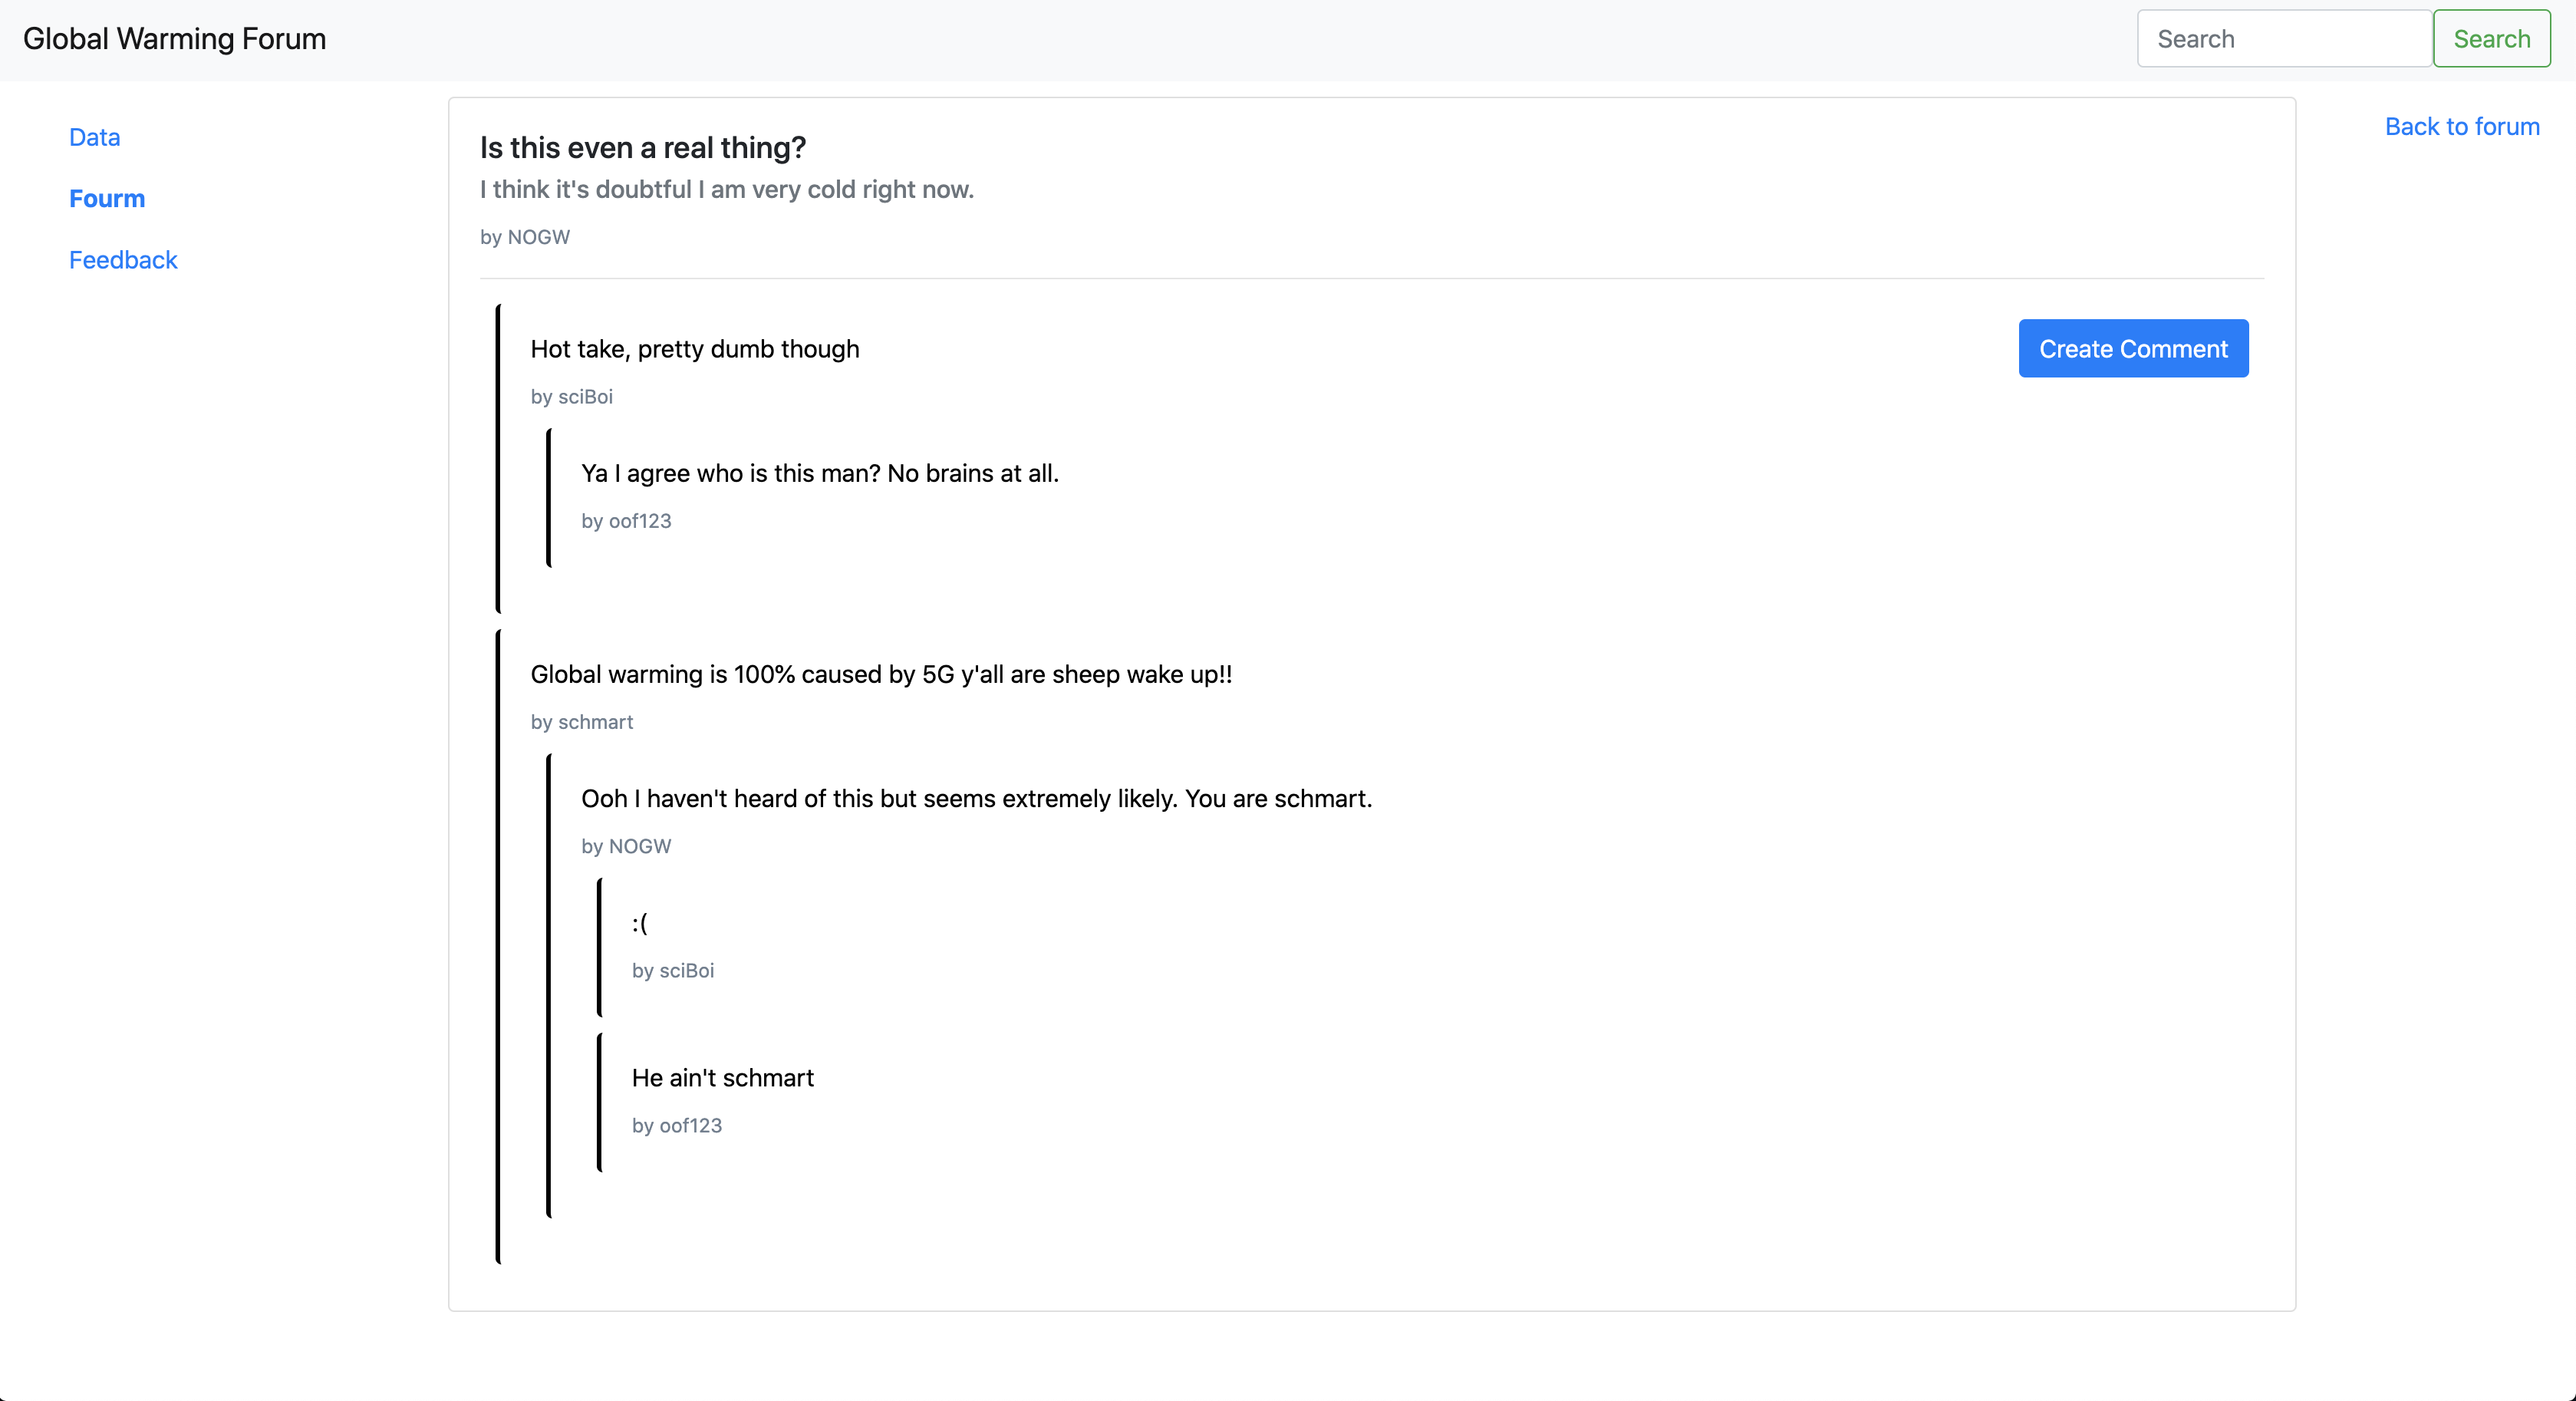 Global Warming Forum
Search
Search
Data
Fourm
Feedback
Back to forum
Is this even a real thing?
I think it's doubtful I am very cold right now.
by NOGW
Create Comment
Hot take, pretty dumb though
by sciBoi
Ya I agree who is this man? No brains at all.
by oof123
Global warming is 100% caused by 5G y'all are sheep wake up!!
by schmart
Ooh I haven't heard of this but seems extremely likely. You are schmart.
by NOGW
:(
by sciBoi
He ain't schmart
by oof123